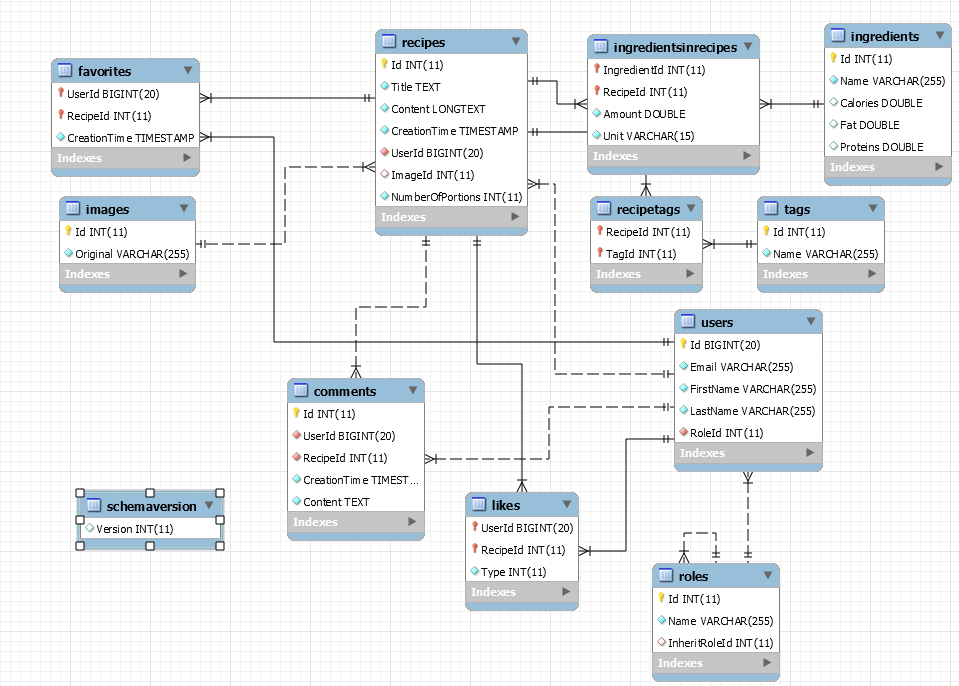 favorites
UserId BIGINT(20)
RecipeId INT(11)
CreationTime TIMESTAMP
Indexes
recipes
Id INT(11)
Title TEXT
Content LONGTEXT
CreationTime TIMESTAMP
UserId BIGINT(20)
ImageId INT(11)
NumberOfPortions INT(11)
Indexes
ingredientsinrecipes
IngredientId INT(11)
RecipeId INT(11)
Amount DOUBLE
Unit VARCHAR(15)
Indexes
ingredients
Id INT(11)
Name VARCHAR(255)
Calories DOUBLE
Fat DOUBLE
Proteins DOUBLE
Indexes
images
Id INT(11)
Original VARCHAR(255)
Indexes
recipetags
RecipeId INT(11)
TagId INT(11)
Indexes
tags
Id INT(11)
Name VARCHAR(255)
Indexes
users
Id BIGINT(20)
Email VARCHAR(255)
FirstName VARCHAR(255)
LastName VARCHAR(255)
RoleId INT(11)
Indexes
comments
Id INT(11)
UserId BIGINT(20)
RecipeId INT(11)
CreationTime TIMEST...
Content TEXT
Indexes
schemaversion
Version INT(11)
likes
UserId BIGINT(20)
RecipeId INT(11)
Type INT(11)
Indexes
roles
Id INT(11)
Name VARCHAR(255)
InheritRoleId INT(11)
Indexes